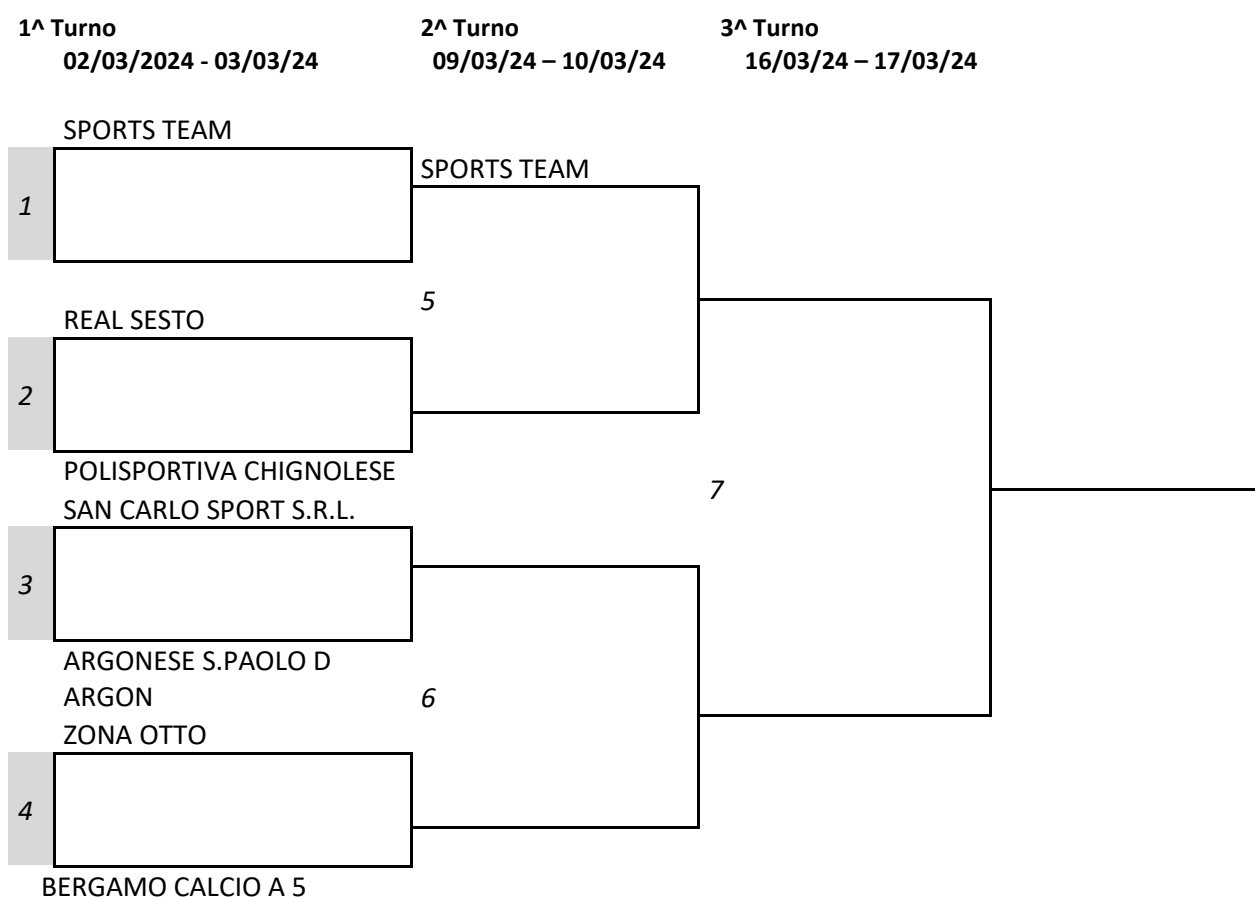 1^ Turno
02/03/2024 - 03/03/24
2^ Turno
09/03/24 – 10/03/24
3^ Turno
16/03/24 – 17/03/24
SPORTS TEAM
1
SPORTS TEAM
5
REAL SESTO
2
POLISPORTIVA CHIGNOLESE
7
SAN CARLO SPORT S.R.L.
3
ARGONESE S.PAOLO D
ARGON
6
ZONA OTTO
4
BERGAMO CALCIO A 5